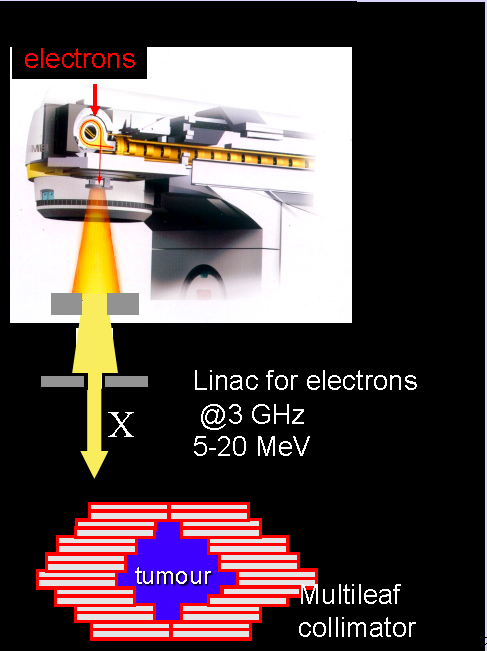 electrons
Linac for electrons
@3 GHz
5-20 MeV
X
tumour
Multileaf
collimator